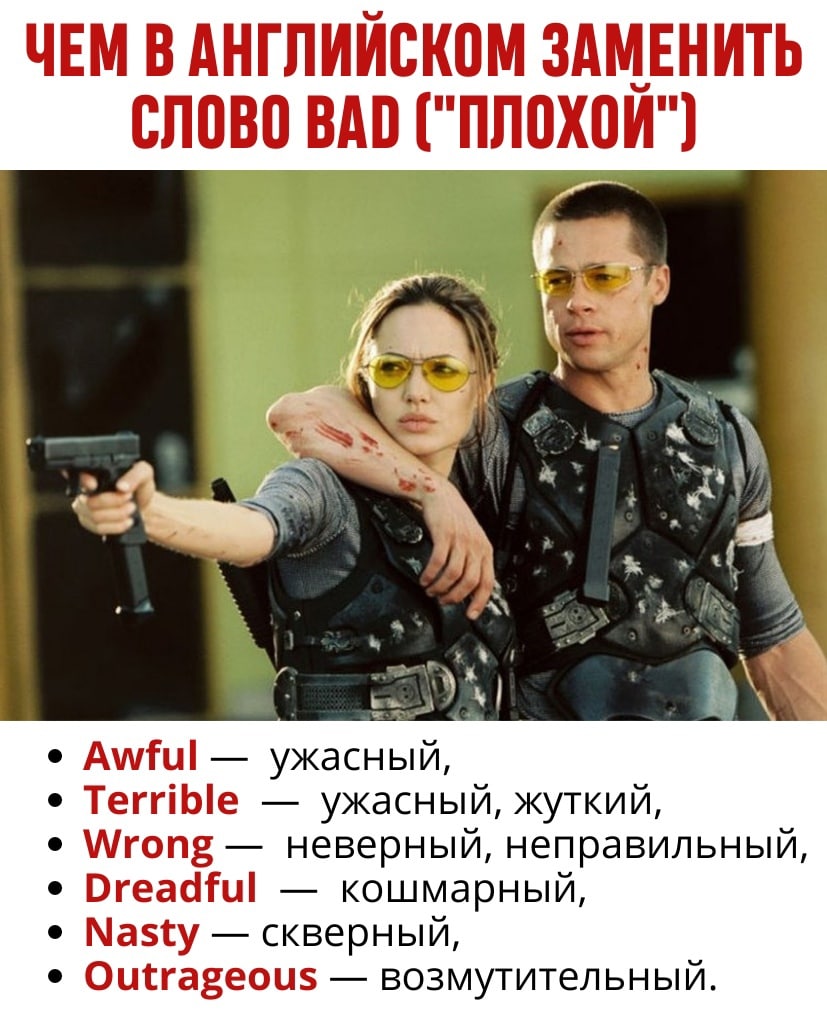 ЧЕМ В АНГЛИЙСКОМ ЗАМЕНИТЬ
СЛОВО BAD ("ПЛОХОЙ")
• Awful — ужасный,
• Terrible — ужасный, жуткий,
• Wrong — неверный, неправильный,
• Dreadful — кошмарный,
• Nasty — скверный,
• Outrageous — возмутительный.